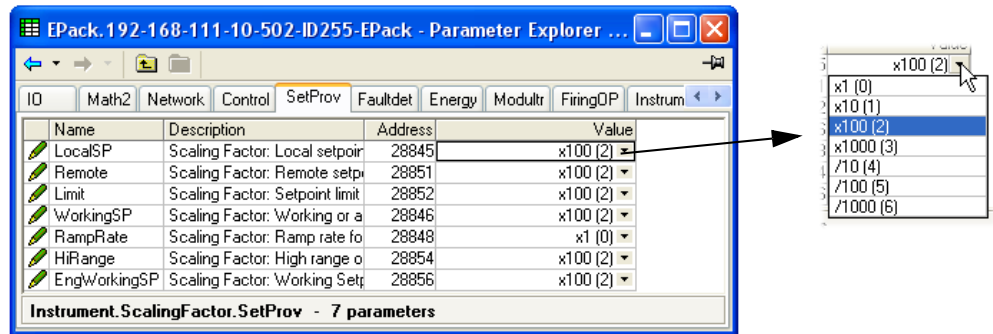 EPack.192-168-111-10-502-ID255-EPack - Parameter Explorer ...
IO Math2 Network Control SetProv Faultdet Energy Modultr FiringOP Instrum
Name Description Address Value
LocalSP Scaling Factor: Local setpoin 28845 x100 (2)
Remote Scaling Factor: Remote setp 28851 x100 (2)
Limit Scaling Factor: Setpoint limit 28852 x100 (2)
WorkingSP Scaling Factor: Working or a 28846 x100 (2)
RampRate Scaling Factor: Ramp rate fo 28848 x1 (0)
HiRange Scaling Factor: High range o 28854 x100 (2)
EngWorkingSP Scaling Factor: Working Setp 28856 x100 (2)
Instrument.ScalingFactor.SetProv - 7 parameters
x100 (2)
x1 (0)
x10 (1)
x100 (2)
x1000 (3)
/10 (4)
/100 (5)
/1000 (6)